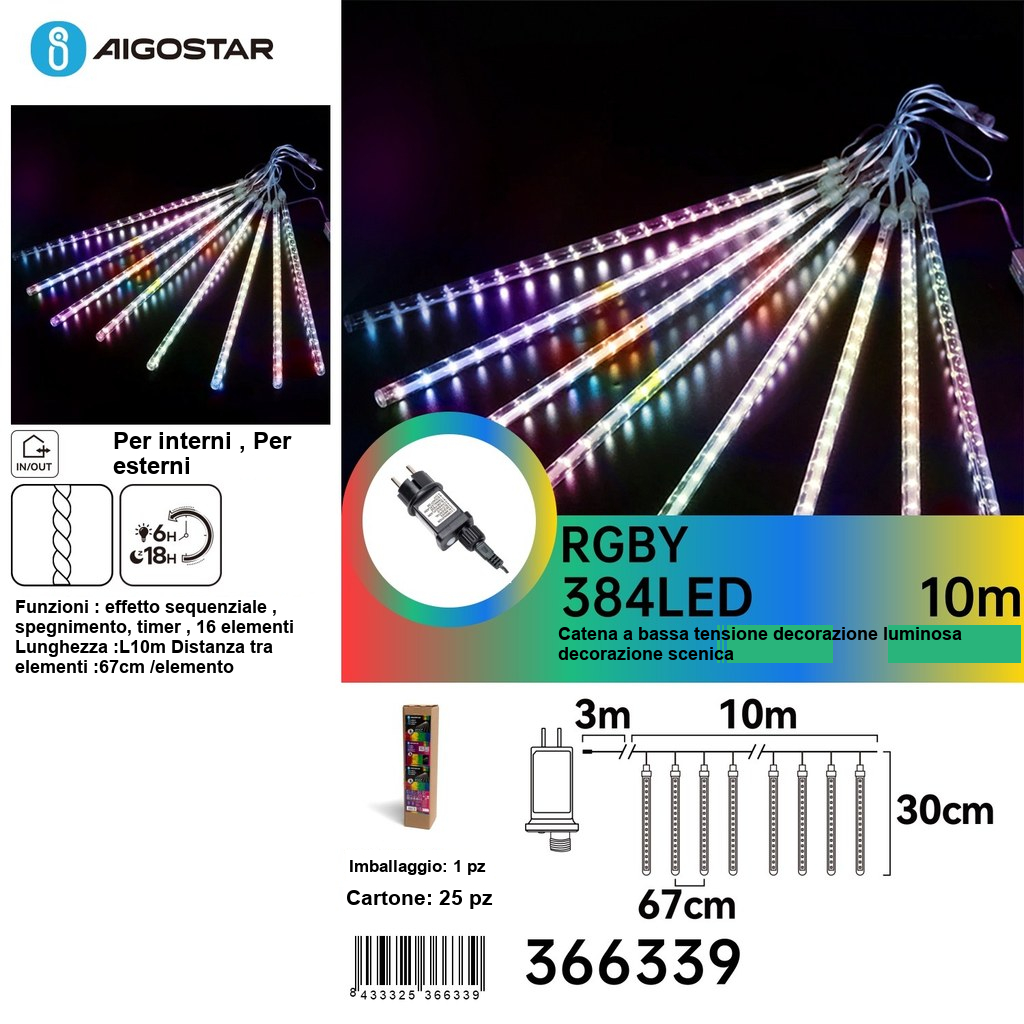 AIGOSTAR
IN/OUT
Per interni , Per
esterni
6H
18H
Funzioni : effetto sequenziale ,
spegnimento, timer , 16 elementi
Lunghezza :L10m Distanza tra
elementi :67cm /elemento
RGBY
384LED
10m
Catena a bassa tensione decorazione luminosa
decorazione scenica
3m
10m
30cm
67cm
Imballaggio: 1 pz
Cartone: 25 pz
8 433325 366339
366339